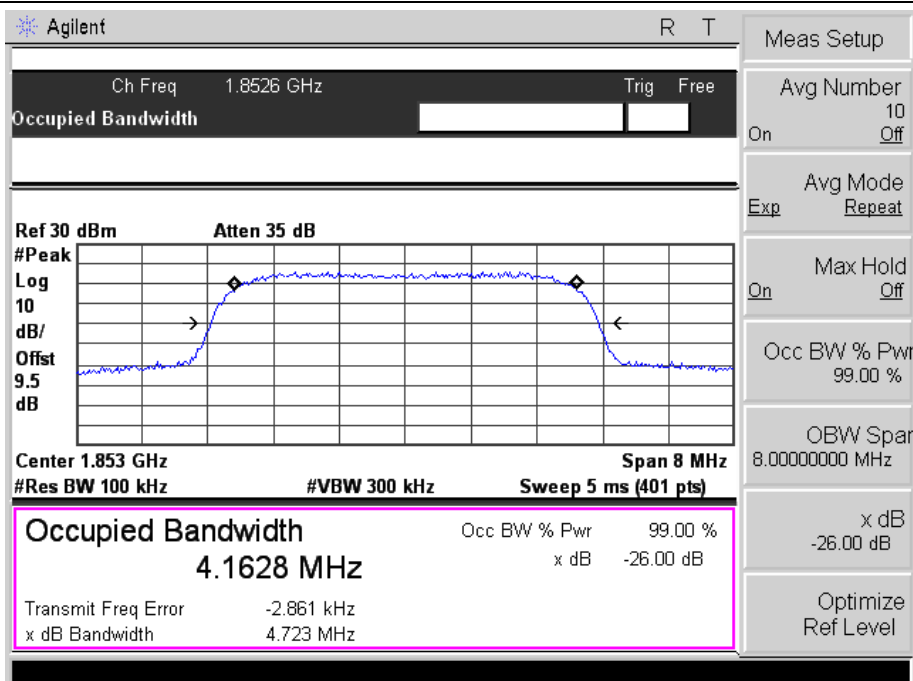 Agilent R T
Ch Freq 1.8526 GHz Trig Free
Occupied Bandwidth
Ref 30 dBm Atten 35 dB
#Peak
Log
10
dB/
Offst
9.5
dB
Center 1.853 GHz Span 8 MHz
#Res BW 100 kHz #VBW 300 kHz Sweep 5 ms (401 pts)
Occupied Bandwidth
4.1628 MHz
Occ BW % Pwr 99.00 %
x dB -26.00 dB
Transmit Freq Error -2.861 kHz
x dB Bandwidth 4.723 MHz
Meas Setup
Avg Number
10
On Off
Avg Mode
Exp Repeat
Max Hold
On Off
Occ BW % Pwr
99.00 %
OBW Spar
8.00000000 MHz
x dB
-26.00 dB
Optimize
Ref Level